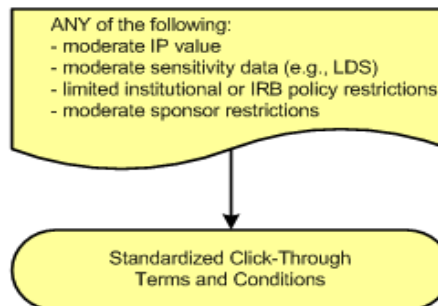 ANY of the following:
- moderate IP value
- moderate sensitivity data (e.g., LDS)
- limited institutional or IRB policy restrictions
- moderate sponsor restrictions
Standardized Click-Through
Terms and Conditions